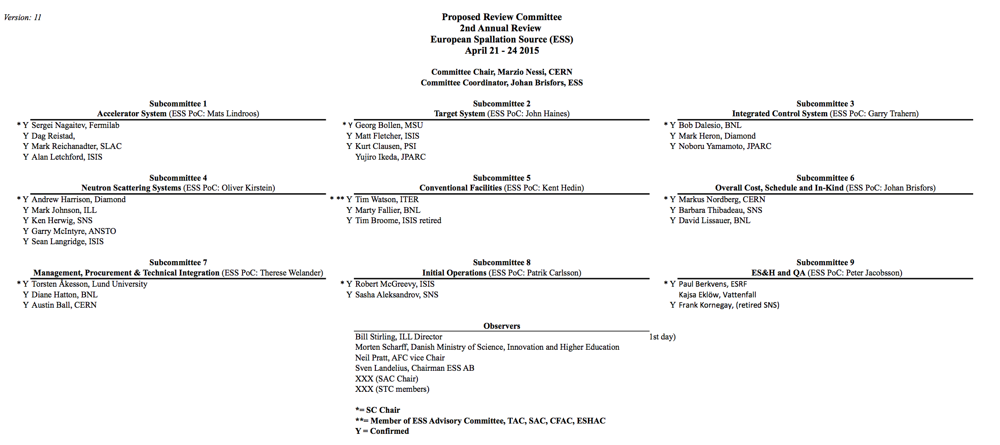 Version: 11
Proposed Review Committee
2nd Annual Review
European Spallation Source (ESS)
April 21 - 24 2015
Committee Chair, Marzio Nessi, CERN
Committee Coordinator, Johan Brisfors, ESS
Subcommittee 1
Accelerator System (ESS PoC: Mats Lindroos)
* Y Sergei Nagaitev, Fermilab
Y Dag Reistad,
Y Mark Reichanadter, SLAC
Y Alan Letchford, ISIS
Subcommittee 2
Target System (ESS PoC: John Haines)
* Y Georg Bollen, MSU
Y Matt Fletcher, ISIS
Y Kurt Clausen, PSI
Yujiro Ikeda, JPARC
Subcommittee 3
Integrated Control System (ESS PoC: Garry Trahern)
* Y Bob Dalesio, BNL
Y Mark Heron, Diamond
Y Noboru Yamamoto, JPARC
Subcommittee 4
Neutron Scattering Systems (ESS PoC: Oliver Kirstein)
* Y Andrew Harrison, Diamond
Y Mark Johnson, ILL
Y Ken Herwig, SNS
Y Garry McIntyre, ANSTO
Y Sean Langridge, ISIS
Subcommittee 5
Conventional Facilities (ESS PoC: Kent Hedin)
* ** Y Tim Watson, ITER
Y Marty Fallier, BNL
Y Tim Broome, ISIS retired
Subcommittee 6
Overall Cost, Schedule and In-Kind (ESS PoC: Johan Brisfors)
* Y Markus Nordberg, CERN
Y Barbara Thibadeau, SNS
Y David Lissauer, BNL
Subcommittee 7
Management, Procurement & Technical Integration (ESS PoC: Therese Welander)
* Y Torsten Åkesson, Lund University
Y Diane Hatton, BNL
Y Austin Ball, CERN
Subcommittee 8
Initial Operations (ESS PoC: Patrik Carlsson)
* Y Robert McGreevy, ISIS
Y Sasha Aleksandrov, SNS
Subcommittee 9
ES&H and QA (ESS PoC: Peter Jacobsson)
* Y Paul Berkvens, ESRF
Kajsa Eklöw, Vattenfall
Y Frank Kornegay, (retired SNS)
Observers
Bill Stirling, ILL Director 1st day)
Morten Scharff, Danish Ministry of Science, Innovation and Higher Education
Neil Pratt, AFC vice Chair
Sven Landelius, Chairman ESS AB
XXX (SAC Chair)
XXX (STC members)
*= SC Chair
**= Member of ESS Advisory Committee, TAC, SAC, CFAC, ESHAC
Y = Confirmed